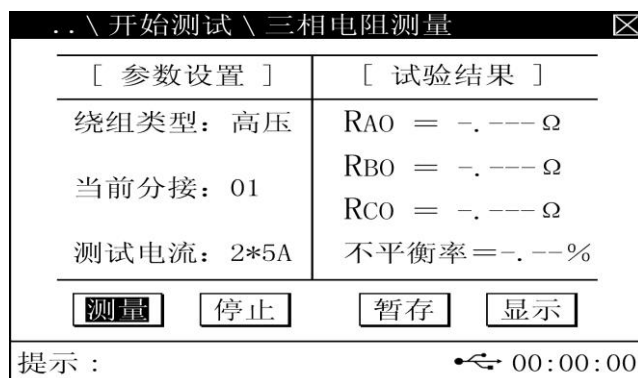 ..\开始测试\三相电阻测量
[ 参数设置 ]
绕组类型：高压
当前分接：01
测试电流：2*5A
[ 试验结果 ]
RAO = -.---Ω
RBO = -.---Ω
RCO = -.---Ω
不平衡率=-.--%
测量 停止 暂存 显示
提示： 00:00:00